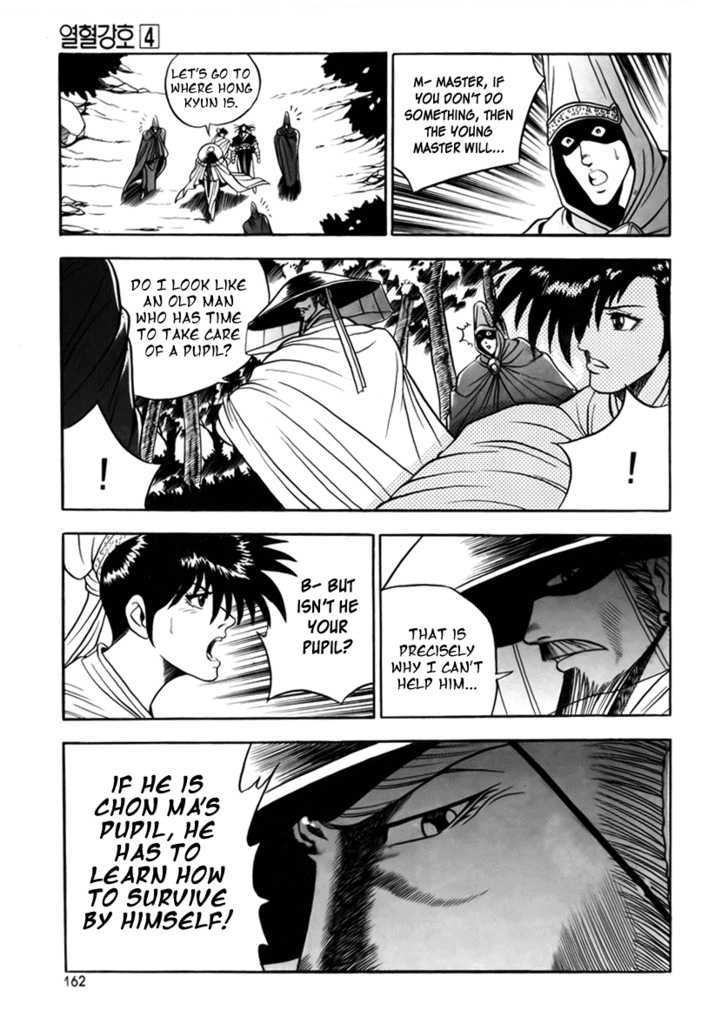 열혈강호 4
LET'S GO TO
WHERE HONG
KYUN IS.
M- MASTER, IF
YOU DON'T DO
SOMETHING, THEN
THE YOUNG
MASTER WILL...
DO I LOOK LIKE
AN OLD MAN
WHO HAS TIME
TO TAKE CARE
OF A PUPIL?
!
!
B- BUT
ISN'T HE
YOUR
PUPIL?
THAT IS
PRECISELY
WHY I CAN'T
HELP HIM...
IF HE IS
CHON MA'S
PUPIL, HE
HAS TO
LEARN HOW
TO SURVIVE
BY HIMSELF!
162